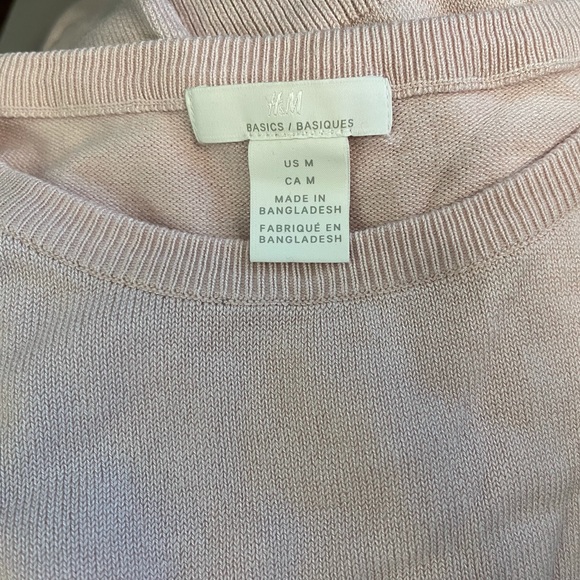 H&M
BASICS / BASIQUES
US M
CA M
MADE IN
BANGLADESH
FABRIQUÉ EN
BANGLADESH